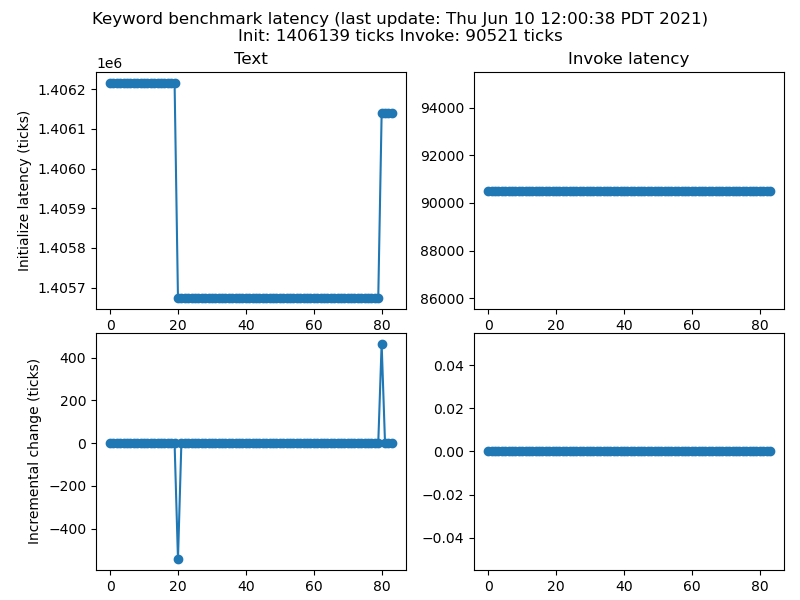 Keyword benchmark latency (last update: Thu Jun 10 12:00:38 PDT 2021)
Init: 1406139 ticks Invoke: 90521 ticks
Text
Invoke latency
1e6
Initialize latency (ticks)
1.4062
1.4061
1.4060
1.4059
1.4058
1.4057
0 20 40 60 80
94000
92000
90000
88000
86000
0 20 40 60 80
Incremental change (ticks)
400
200
0
−200
−400
0 20 40 60 80
0.04
0.02
0.00
−0.02
−0.04
0 20 40 60 80